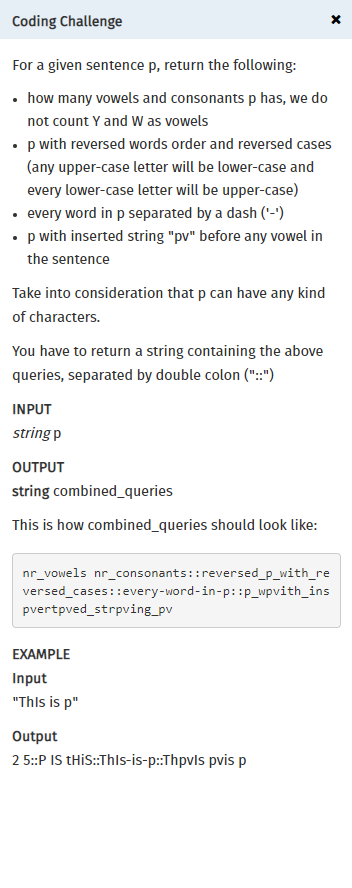 Coding Challenge ×
For a given sentence p, return the following:
• how many vowels and consonants p has, we do
not count Y and W as vowels
• p with reversed words order and reversed cases
(any upper-case letter will be lower-case and
every lower-case letter will be upper-case)
• every word in p separated by a dash ('-')
• p with inserted string "pv" before any vowel in
the sentence
Take into consideration that p can have any kind
of characters.
You have to return a string containing the above
queries, separated by double colon ("::")
INPUT
string p
OUTPUT
string combined_queries
This is how combined_queries should look like:
nr_vowels nr_consonants::reversed_p_with_re
versed_cases::every-word-in-p::p_wpvith_ins
pvertpved_strpving_pv
EXAMPLE
Input
"ThIs is p"
Output
2 5::P IS tHiS::ThIs-is-p::ThpvIs pvis p